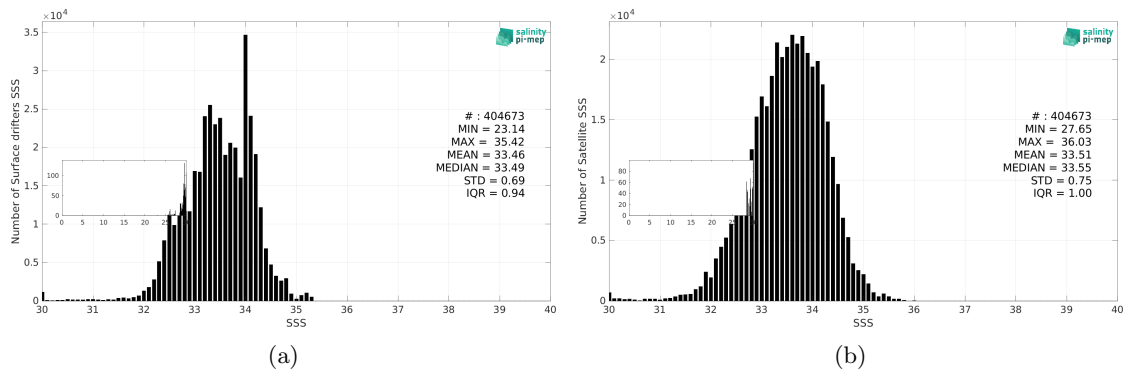 ×10⁴
3.5
3
2.5
2
1.5
1
0.5
0
Number of Surface drifters SSS
salinity
pi-mep
# : 404673
MIN = 23.14
MAX = 35.42
MEAN = 33.46
MEDIAN = 33.49
STD = 0.69
IQR = 0.94
100
50
0
0 5 10 15 20 25
30 31 32 33 34 35 36 37 38 39 40
SSS
(a)
×10⁴
2
1.5
1
0.5
0
Number of Satellite SSS
salinity
pi-mep
# : 404673
MIN = 27.65
MAX = 36.03
MEAN = 33.51
MEDIAN = 33.55
STD = 0.75
IQR = 1.00
80
60
40
20
0
0 5 10 15 20
30 31 32 33 34 35 36 37 38 39 40
SSS
(b)